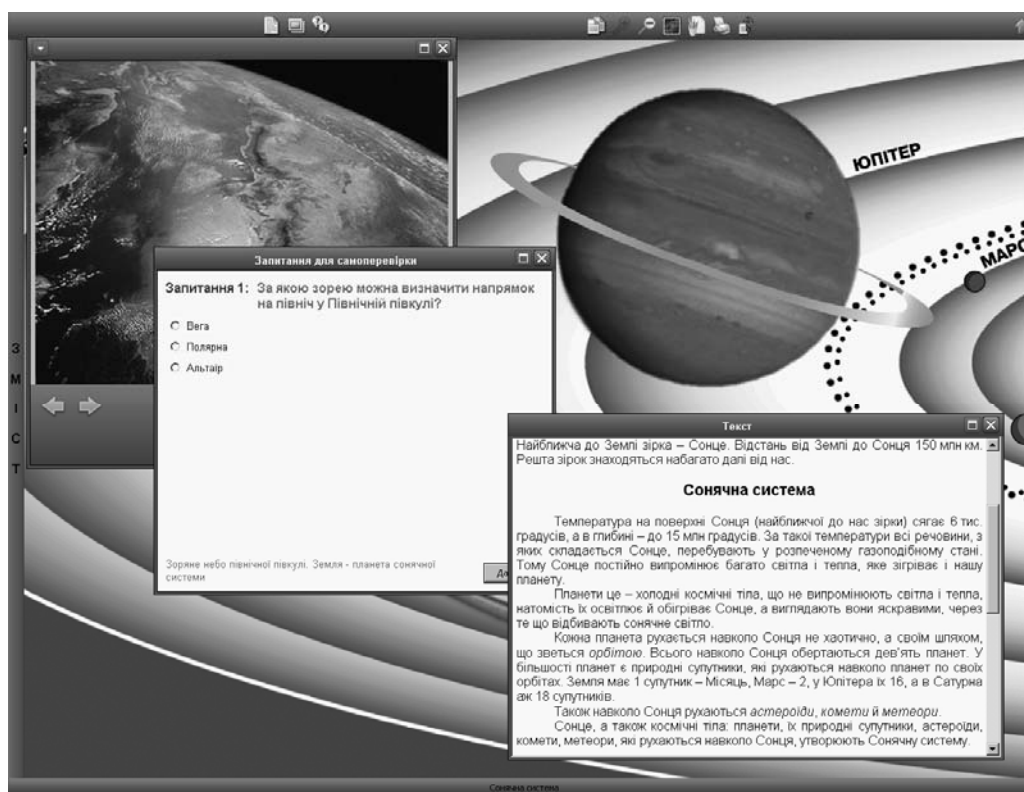 ЮПІТЕР
МАРС
З
М
І
С
Т
Запитання для самоперевірки
Запитання 1: За якою зорею можна визначити напрямок
на північ у Північній півкулі?
Вега
Полярна
Альтаір
Зоряне небо північної півкулі. Земля - планета сонячної
системи
Текст
Найближча до Землі зірка – Сонце. Відстань від Землі до Сонця 150 млн км.
Решта зірок знаходяться набагато далі від нас.
Сонячна система
Температура на поверхні Сонця (найближчої до нас зірки) сягає 6 тис.
градусів, а в глибині – до 15 млн градусів. За такої температури всі речовини, з
яких складається Сонце, перебувають у розпеченому газоподібному стані.
Тому Сонце постійно випромінює багато світла і тепла, яке зігріває і нашу
планету.
Планети це – холодні космічні тіла, що не випромінюють світла і тепла,
натомість їх освітлює й обігріває Сонце, а виглядають вони яскравими, через
те що відбивають сонячне світло.
Кожна планета рухається навколо Сонця не хаотично, а своїм шляхом,
що зветься орбітою. Всього навколо Сонця обертаються дев'ять планет. У
більшості планет є природні супутники, які рухаються навколо планет по своїх
орбітах. Земля має 1 супутник – Місяць, Марс – 2, у Юпітера їх 16, а в Сатурна
аж 18 супутників.
Також навколо Сонця рухаються астероїди, комети й метеори.
Сонце, а також космічні тіла: планети, їх природні супутники, астероїди,
комети, метеори, які рухаються навколо Сонця, утворюють Сонячну систему.
Сонячна система